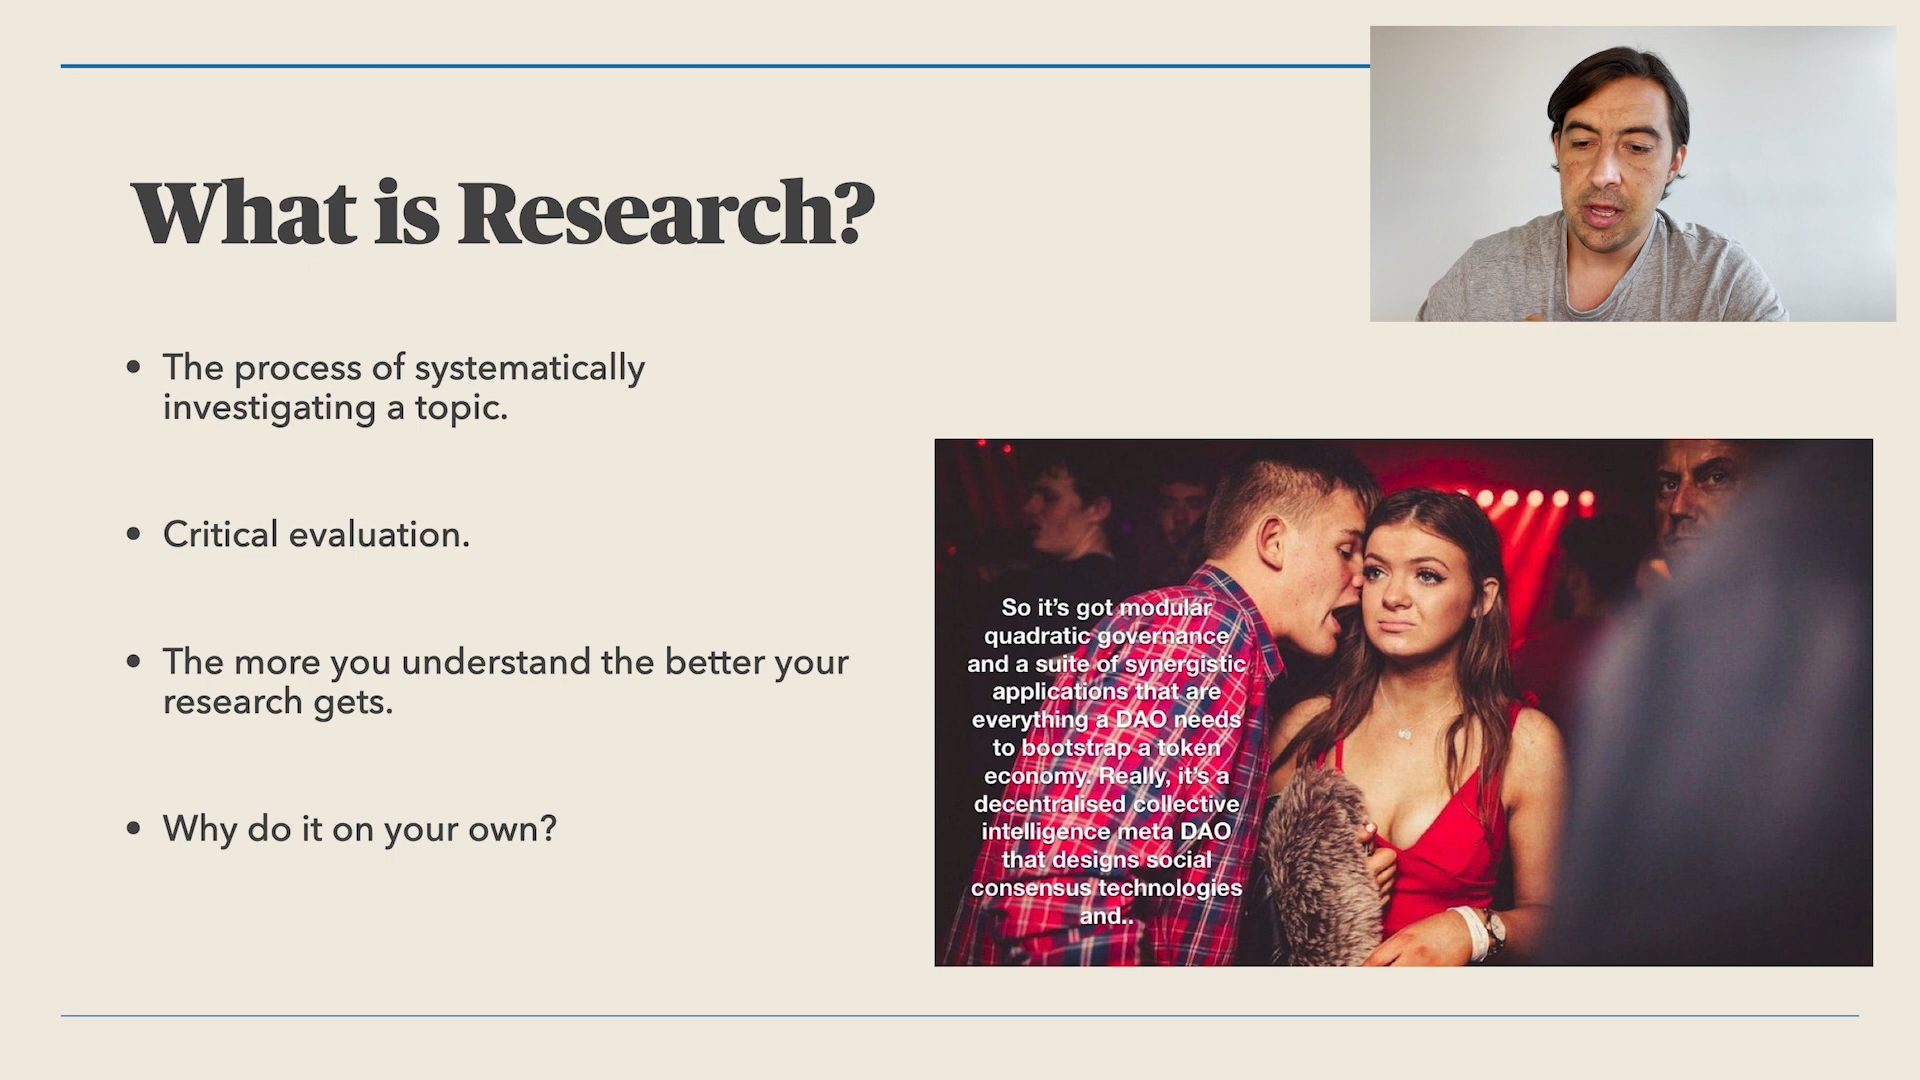 What is Research?
• The process of systematically
investigating a topic.
• Critical evaluation.
• The more you understand the better your
research gets.
• Why do it on your own?
So it’s got modular
quadratic governance
and a suite of synergistic
applications that are
everything a DAO needs
to bootstrap a token
economy. Really, it’s a
decentralised collective
intelligence meta DAO
that designs social
consensus technologies
and..